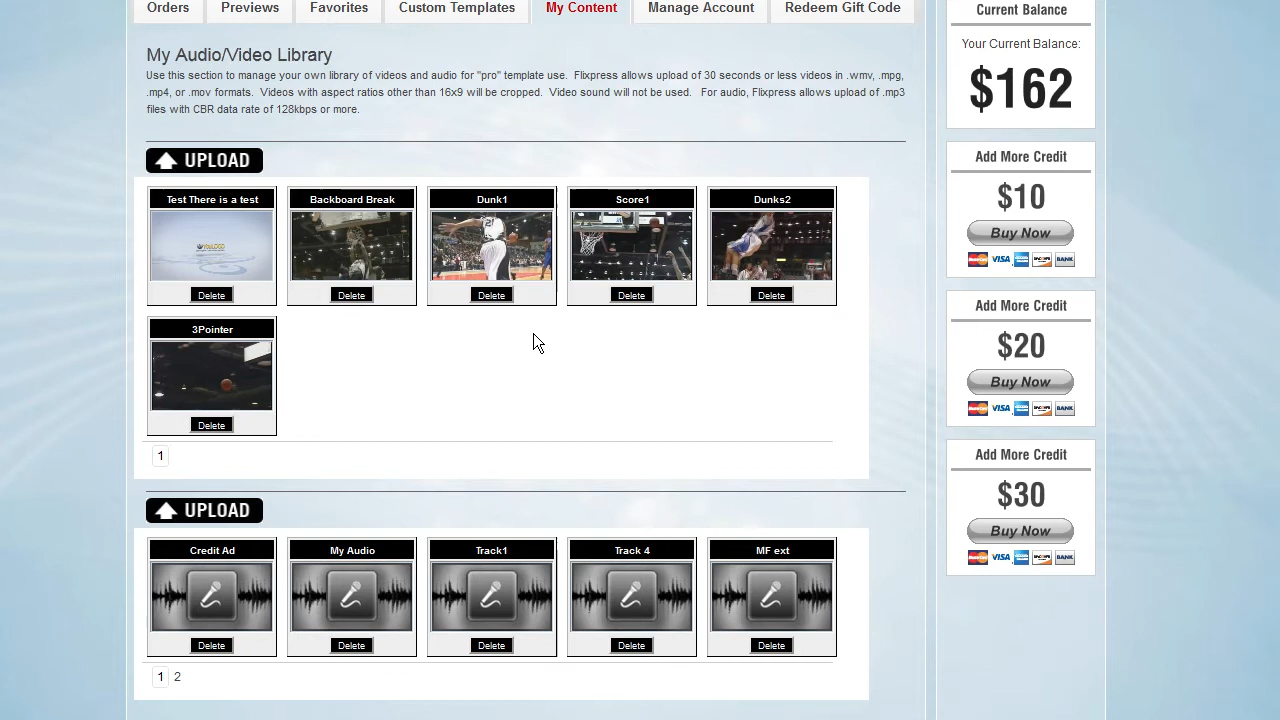 Orders Previews Favorites Custom Templates My Content Manage Account Redeem Gift Code
My Audio/Video Library
Use this section to manage your own library of videos and audio for "pro" template use. Flixpress allows upload of 30 seconds or less videos in .wmv, .mpg,
.mp4, or .mov formats. Videos with aspect ratios other than 16x9 will be cropped. Video sound will not be used. For audio, Flixpress allows upload of .mp3
files with CBR data rate of 128kbps or more.
UPLOAD
Test There is a test Backboard Break Dunk1 Score1 Dunks2
Delete Delete Delete Delete Delete
3Pointer
Delete
1
UPLOAD
Credit Ad My Audio Track1 Track 4 MF ext
Delete Delete Delete Delete Delete
1 2
Current Balance
Your Current Balance:
$162
Add More Credit
$10
Buy Now
VISA BANK
Add More Credit
$20
Buy Now
VISA BANK
Add More Credit
$30
Buy Now
VISA BANK